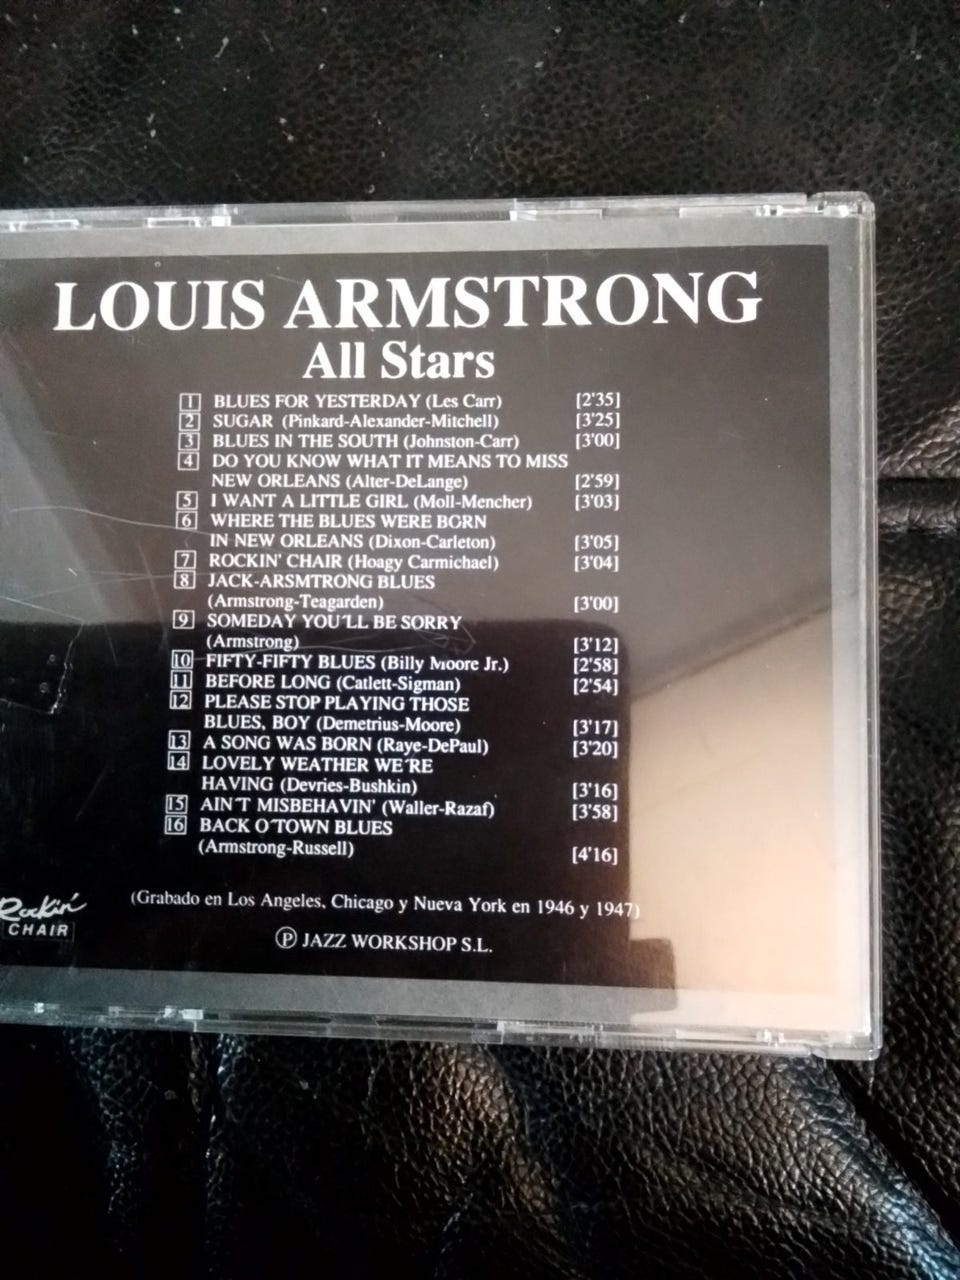 LOUIS ARMSTRONG
All Stars
1 BLUES FOR YESTERDAY (Les Carr) [2'35]
2 SUGAR (Pinkard-Alexander-Mitchell) [3'25]
3 BLUES IN THE SOUTH (Johnston-Carr) [3'00]
4 DO YOU KNOW WHAT IT MEANS TO MISS
NEW ORLEANS (Alter-DeLange) [2'59]
5 I WANT A LITTLE GIRL (Moll-Mencher) [3'03]
6 WHERE THE BLUES WERE BORN
IN NEW ORLEANS (Dixon-Carleton) [3'05]
7 ROCKIN' CHAIR (Hoagy Carmichael) [3'04]
8 JACK-ARSMTRONG BLUES
(Armstrong-Teagarden) [3'00]
9 SOMEDAY YOU'LL BE SORRY
(Armstrong) [3'12]
10 FIFTY-FIFTY BLUES (Billy Moore Jr.) [2'58]
11 BEFORE LONG (Catlett-Sigman) [2'54]
12 PLEASE STOP PLAYING THOSE
BLUES, BOY (Demetrius-Moore) [3'17]
13 A SONG WAS BORN (Raye-DePaul) [3'20]
14 LOVELY WEATHER WE'RE
HAVING (Devries-Bushkin) [3'16]
15 AIN'T MISBEHAVIN' (Waller-Razaf) [3'58]
16 BACK O'TOWN BLUES
(Armstrong-Russell) [4'16]
(Grabado en Los Angeles, Chicago y Nueva York en 1946 y 1947)
Rockin'
CHAIR
Ⓟ JAZZ WORKSHOP S.L.